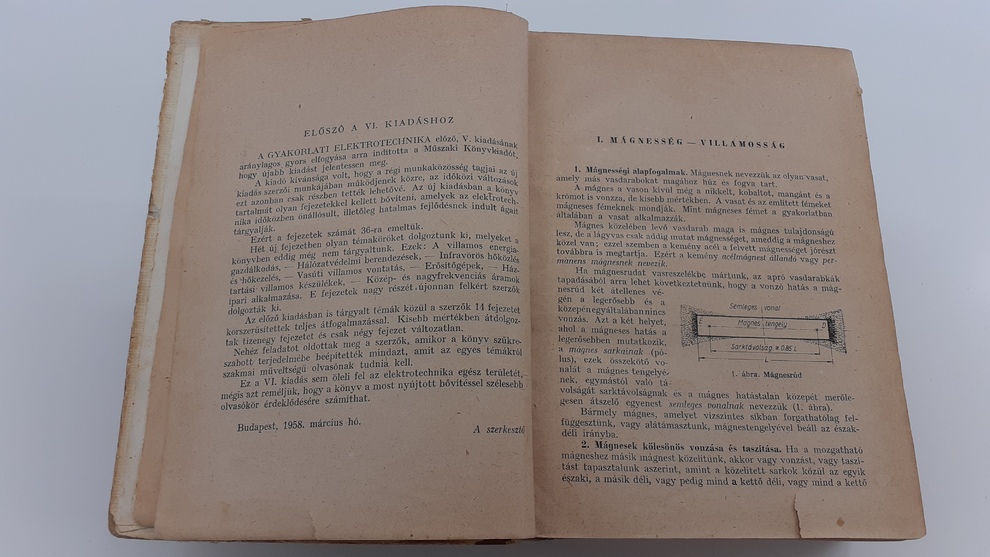 ELŐSZÓ A VI. KIADÁSHOZ
A GYAKORLATI ELEKTROTECHNIKA előző, V. kiadásának
aránylagos gyors elfogyása arra indította a Műszaki Könyvkiadót,
hogy újabb kiadást jelentessen meg.
A kiadó kívánsága volt, hogy a régi munkaközösség tagjai az új
kiadás szerzői munkájában működjenek közre, az időközi változások
ezt azonban csak részben tették lehetővé. Az új kiadásban a könyv
tartalmát olyan fejezetekkel kellett bővíteni, amelyek az elektrotech-
nika időközben önállósult, illetőleg hatalmas fejlődésnek indult ágait
tárgyalják.
Ezért a fejezetek számát 36-ra emeltük.
Hét új fejezetben olyan témaköröket dolgoztunk ki, melyeket a
könyvben eddig még nem tárgyaltunk. Ezek: A villamos energia-
gazdálkodás, — Hálózatvédelmi berendezések, — Infravörös hőközlés
és hőkezelés, — Vasúti villamos vontatás, — Erősítőgépek, — Ház-
tartási villamos készülékek, — Közép- és nagyfrekvenciás áramok
ipari alkalmazása. E fejezetek nagy részét újonnan felkért szerzők
dolgozták ki.
Az előző kiadásban is tárgyalt témák közül a szerzők 14 fejezetet
korszerűsítettek teljes átfogalmazással. Kisebb mértékben átdolgoz-
tak tizenegy fejezetet és csak négy fejezet változatlan.
Nehéz feladatot oldottak meg a szerzők, amikor a könyv szűkre-
szabott terjedelmébe beépítették mindazt, amit az egyes témákról
szakmai műveltségű olvasónak tudnia kell.
Ez a VI. kiadás sem öleli fel az elektrotechnika egész területét,
mégis azt reméljük, hogy a könyv a most nyújtott bővítéssel szélesebb
olvasókör érdeklődésére számíthat.
Budapest, 1958. március hó.
A szerkesztő
I. MÁGNESSÉG — VILLAMOSSÁG
1. Mágnességi alapfogalmak. Mágnesnek nevezzük az olyan vasat,
amely más vasdarabokat magához húz és fogva tart.
A mágnes a vason kívül még a nikkelt, kobaltot, mangánt és a
krómot is vonzza, de kisebb mértékben. A vasat és az említett fémeket
mágneses fémeknek mondják. Mint mágneses fémet a gyakorlatban
általában a vasat alkalmazzák.
Mágnes közelében levő vasdarab maga is mágnes tulajdonságú
lesz, de a lágyvas csak addig mutat mágnességet, ameddig a mágneshez
közel van; ezzel szemben a kemény acél a felvett mágnességet jórészt
továbbra is megtartja. Ezért a kemény acélmágnest állandó vagy per-
manens mágnesnek nevezik.
Ha mágnesrudat vasreszelékbe mártunk, az apró vasdarabkák
tapadásából arra lehet következtetnünk, hogy a vonzó hatás a mág-
nesrúd két átellenes vé-
gén a legerősebb és a
középen egyáltalában nincs
vonzás. Azt a két helyet,
ahol a mágneses hatás a
legerősebben mutatkozik,
a mágnes sarkainak (pó-
lus), ezek összekötő vo-
nalát a mágnes tengelyé-
nek, egymástól való tá-
volságát sarktávolságnak és a mágnes hatástalan közepét merőle-
gesen átszelő egyenest semleges vonalnak nevezzük (1. ábra).
Semleges vonal
Mágnes tengely
D
Sarktávolság ≈ 0.85 L
L
1. ábra. Mágnesrúd
Bármely mágnes, amelyet vízszintes síkban forgathatólag fel-
függesztünk, vagy alátámasztunk, mágnestengelyével beáll az észak-
déli irányba.
2. Mágnesek kölcsönös vonzása és taszítása. Ha a mozgatható
mágneshez másik mágnest közelítünk, akkor vagy vonzást, vagy taszí-
tást tapasztalunk aszerint, amint a közelített sarkok közül az egyik
északi, a másik déli, vagy pedig mind a kettő déli, vagy mind a kettő